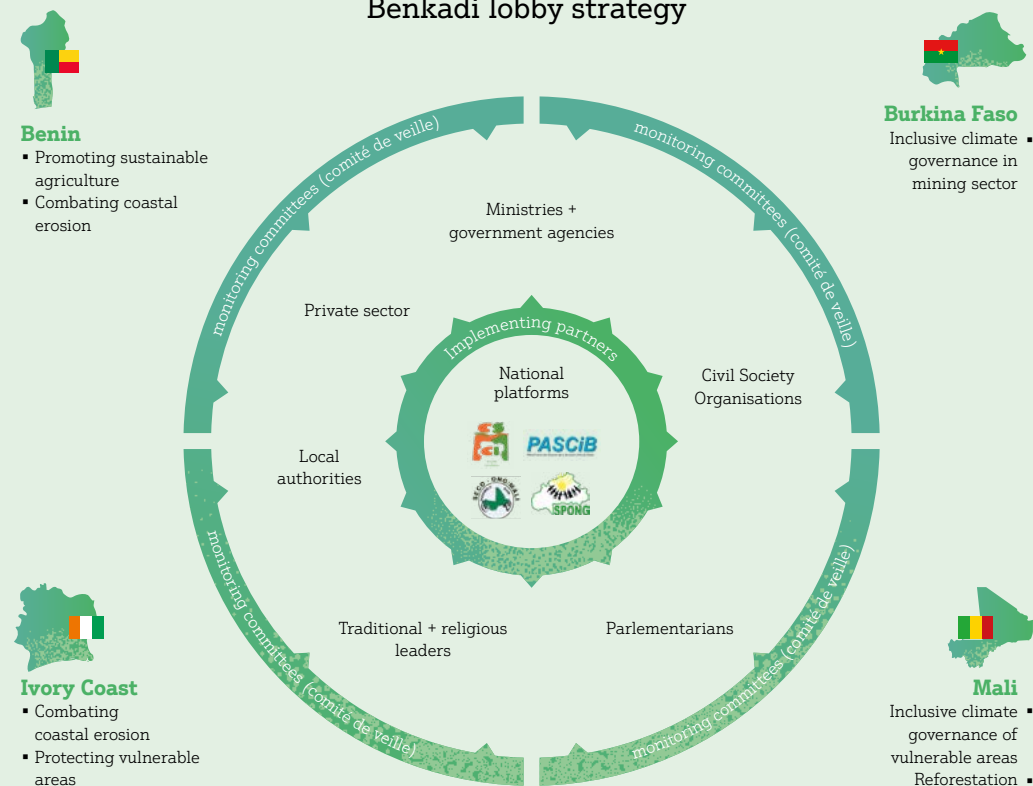 Benkadi lobby strategy
Benin
▪ Promoting sustainable
agriculture
▪ Combating coastal
erosion
Burkina Faso
Inclusive climate ▪
governance in
mining sector
monitoring committees (comité de veille)
monitoring committees (comité de veille)
Ministries +
government agencies
Private sector
Implementing partners
National
platforms
Civil Society
Organisations
PASCiB
Local
authorities
SECO - ONG MALI
SPONG
Traditional + religious
leaders
Parlementarians
monitoring committees (comité de veille)
monitoring committees (comité de veille)
Ivory Coast
▪ Combating
coastal erosion
▪ Protecting vulnerable
areas
Mali
Inclusive climate ▪
governance of
vulnerable areas
Reforestation ▪